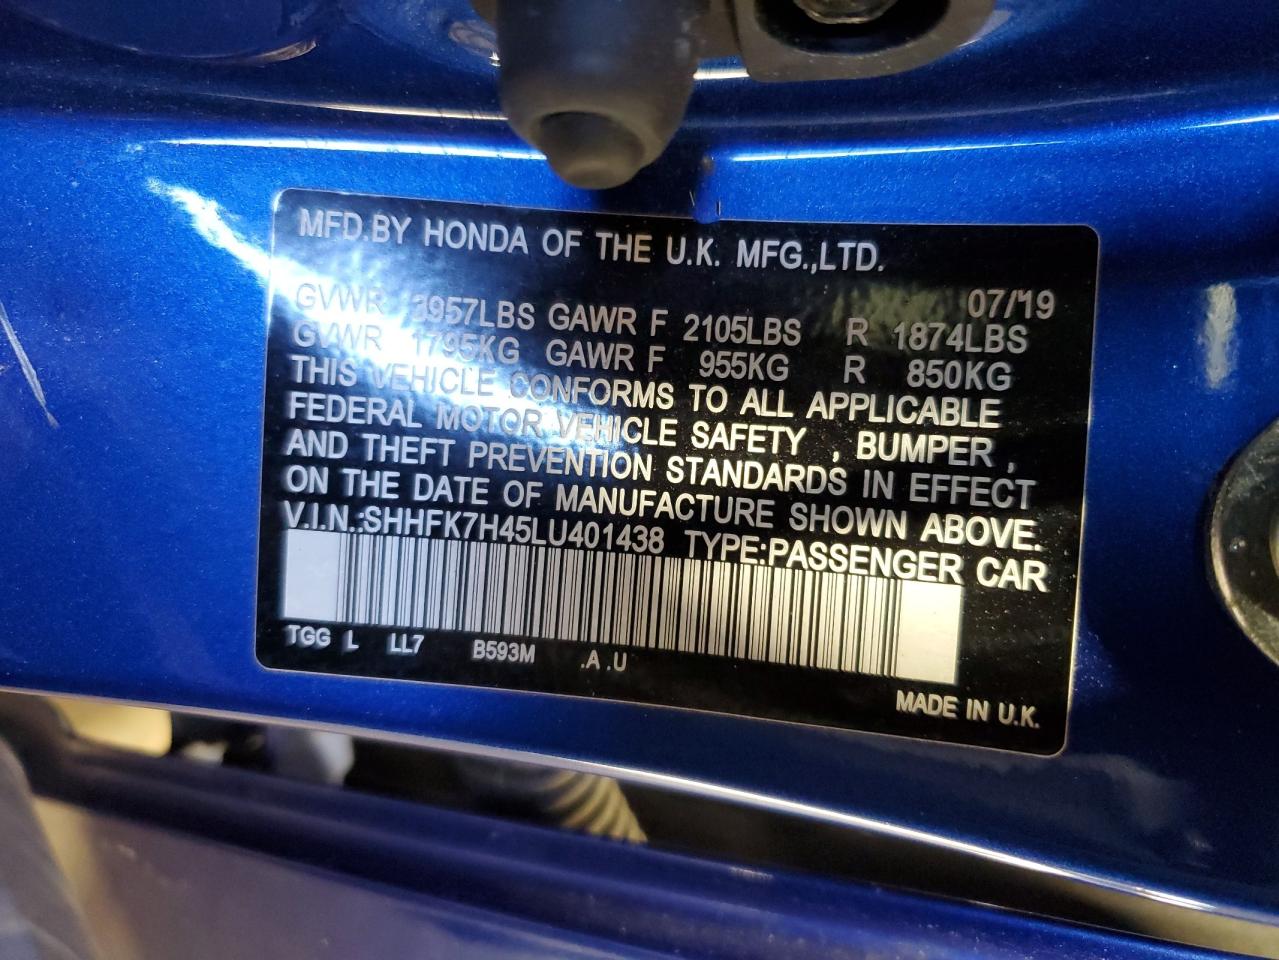 MFD.BY HONDA OF THE U.K. MFG.,LTD.
07/'19
GVWR 3957LBS GAWR F 2105LBS R 1874LBS
GVWR 1795KG GAWR F 955KG R 850KG
THIS VEHICLE CONFORMS TO ALL APPLICABLE
FEDERAL MOTOR VEHICLE SAFETY , BUMPER ,
AND THEFT PREVENTION STANDARDS IN EFFECT
ON THE DATE OF MANUFACTURE SHOWN ABOVE.
V.I.N.:SHHFK7H45LU401438 TYPE:PASSENGER CAR
TGG L LL7 B593M .A .U
MADE IN U.K.